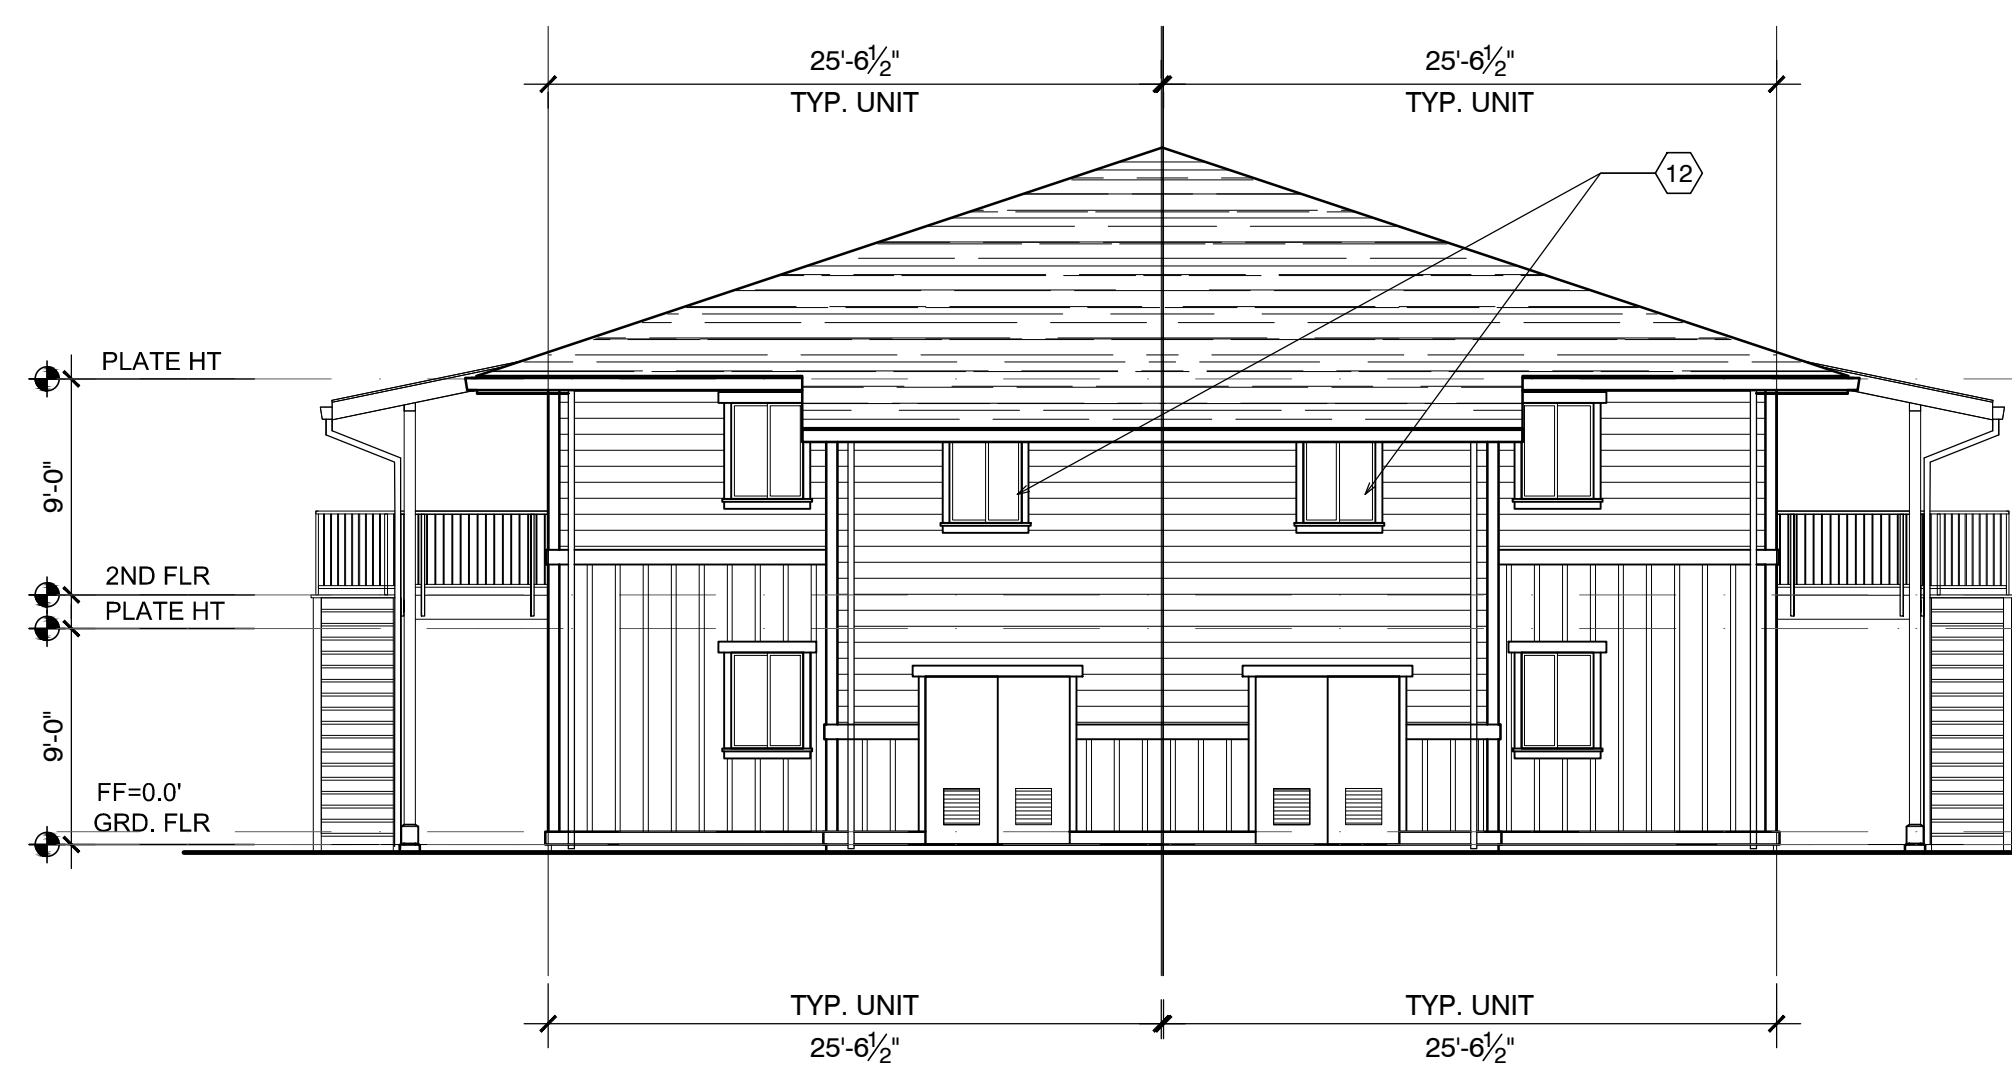 25'-6½" 25'-6½"
TYP. UNIT TYP. UNIT
12
PLATE HT
9'-0"
2ND FLR
PLATE HT
9'-0"
FF=0.0'
GRD. FLR
TYP. UNIT TYP. UNIT
25'-6½" 25'-6½"